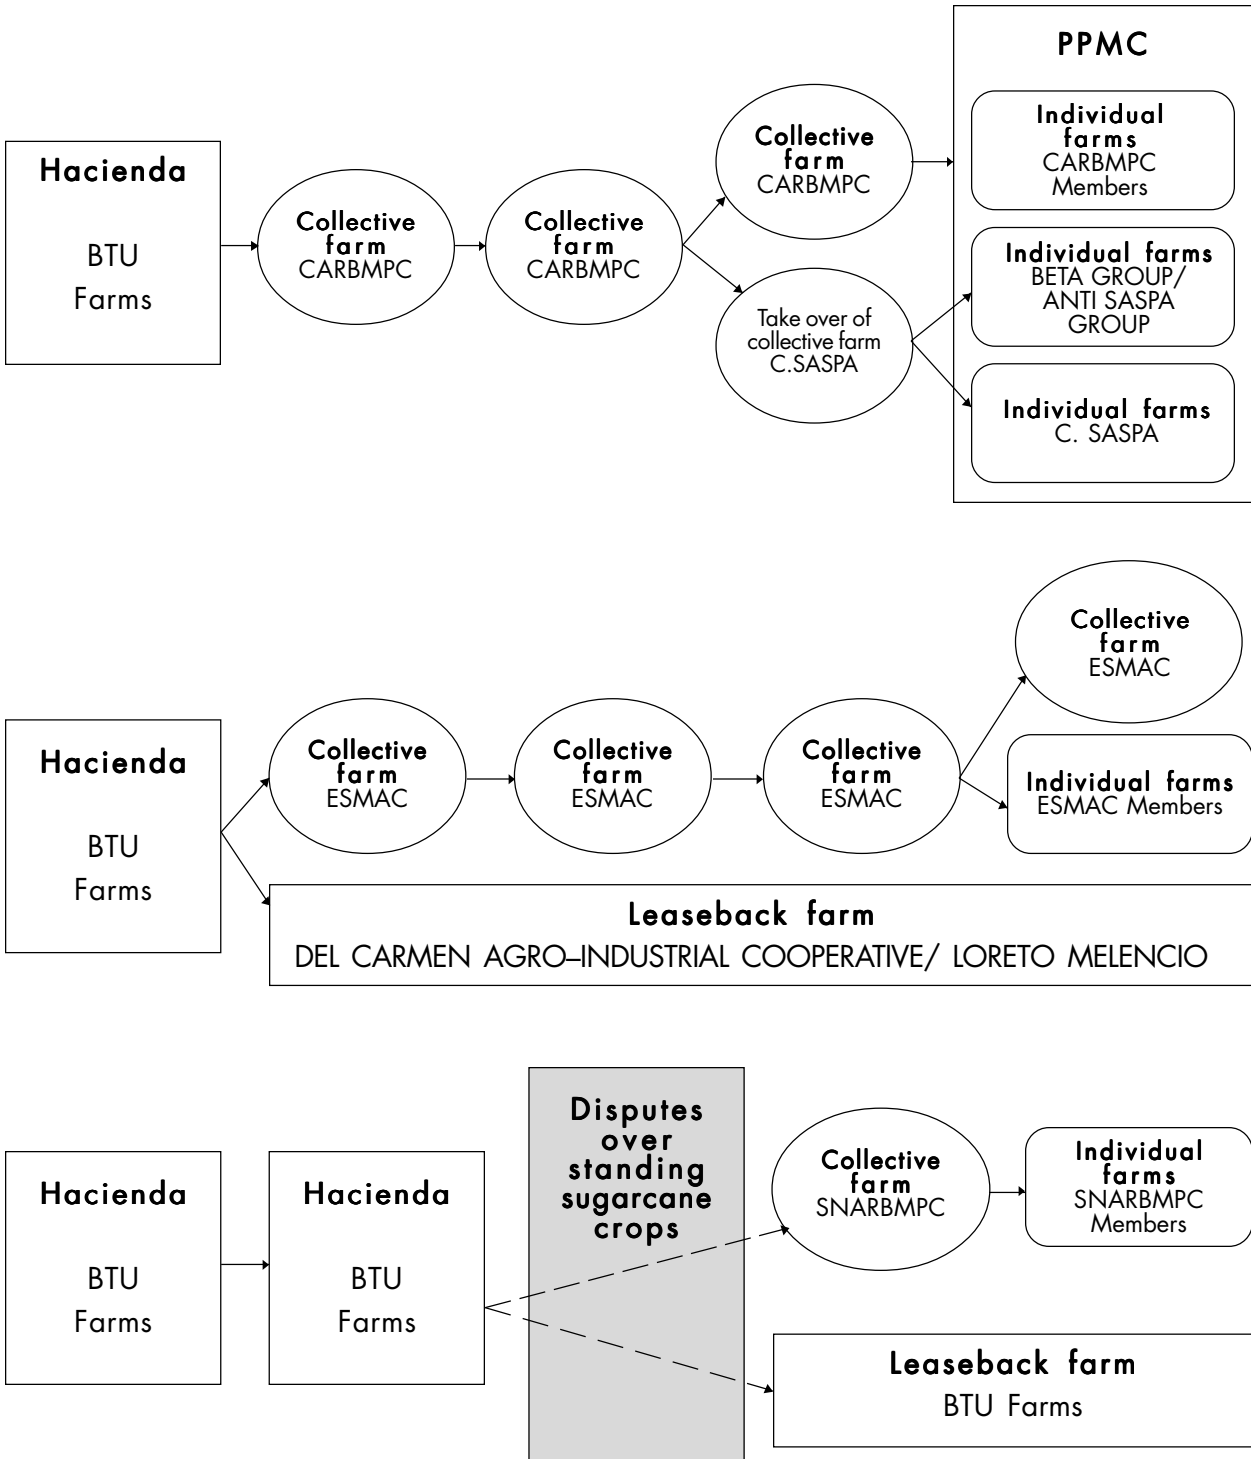 Hacienda
BTU
Farms
Collective
farm
CARBMPC
Collective
farm
CARBMPC
Collective
farm
CARBMPC
Take over of
collective farm
C.SASPA
PPMC
Individual
farms
CARBMPC
Members
Individual farms
BETA GROUP/
ANTI SASPA
GROUP
Individual farms
C. SASPA
Hacienda
BTU
Farms
Collective
farm
ESMAC
Collective
farm
ESMAC
Collective
farm
ESMAC
Collective
farm
ESMAC
Individual farms
ESMAC Members
Leaseback farm
DEL CARMEN AGRO–INDUSTRIAL COOPERATIVE/ LORETO MELENCIO
Hacienda
BTU
Farms
Hacienda
BTU
Farms
Disputes
over
standing
sugarcane
crops
Collective
farm
SNARBMPC
Individual
farms
SNARBMPC
Members
Leaseback farm
BTU Farms